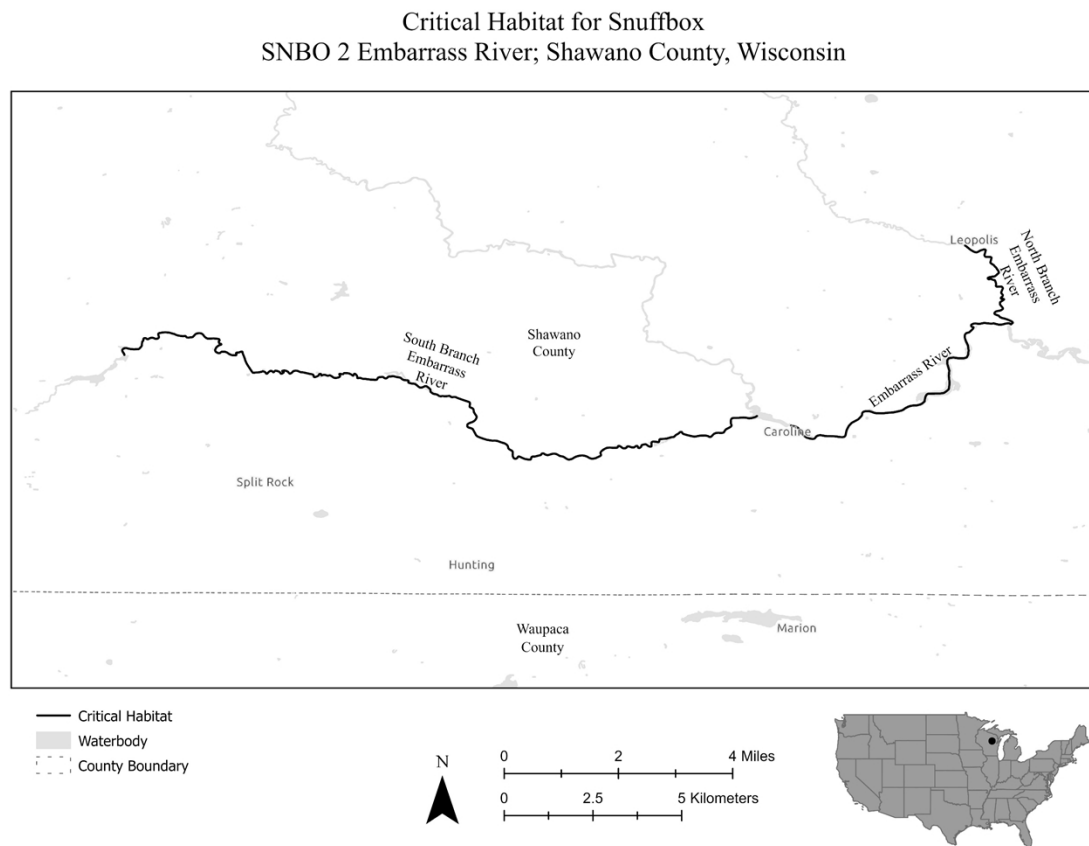 Critical Habitat for Snuffbox
SNBO 2 Embarrass River; Shawano County, Wisconsin
Leopolis
North Branch
Embarrass
River
Shawano
County
South Branch
Embarrass
River
Embarrass River
Caroline
Split Rock
Hunting
Waupaca
County
Marion
Critical Habitat
Waterbody
County Boundary
N
0 2 4 Miles
0 2.5 5 Kilometers